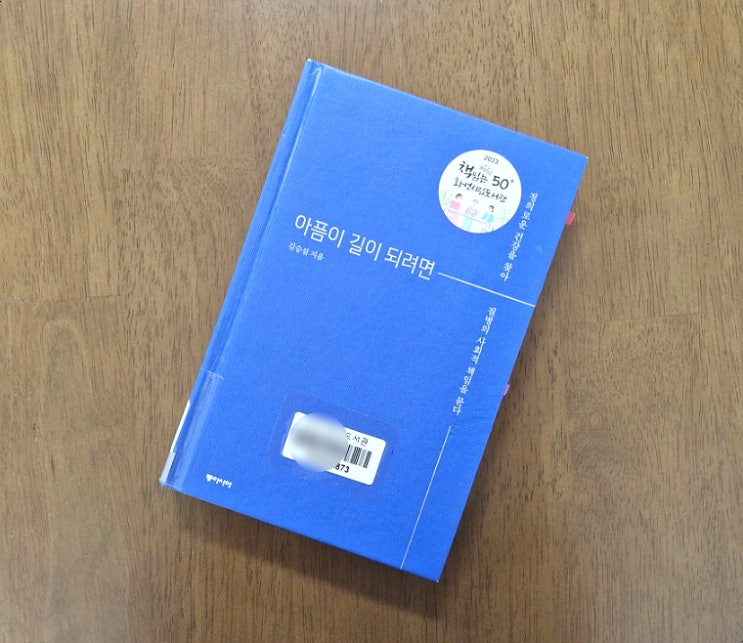 2023
책읽는 50+
화성시립도서관
정의로운 건강을 찾아
아픔이 길이 되려면
김승섭 지음
질병의 사회적 책임을 묻다
도서관
873
동아시아